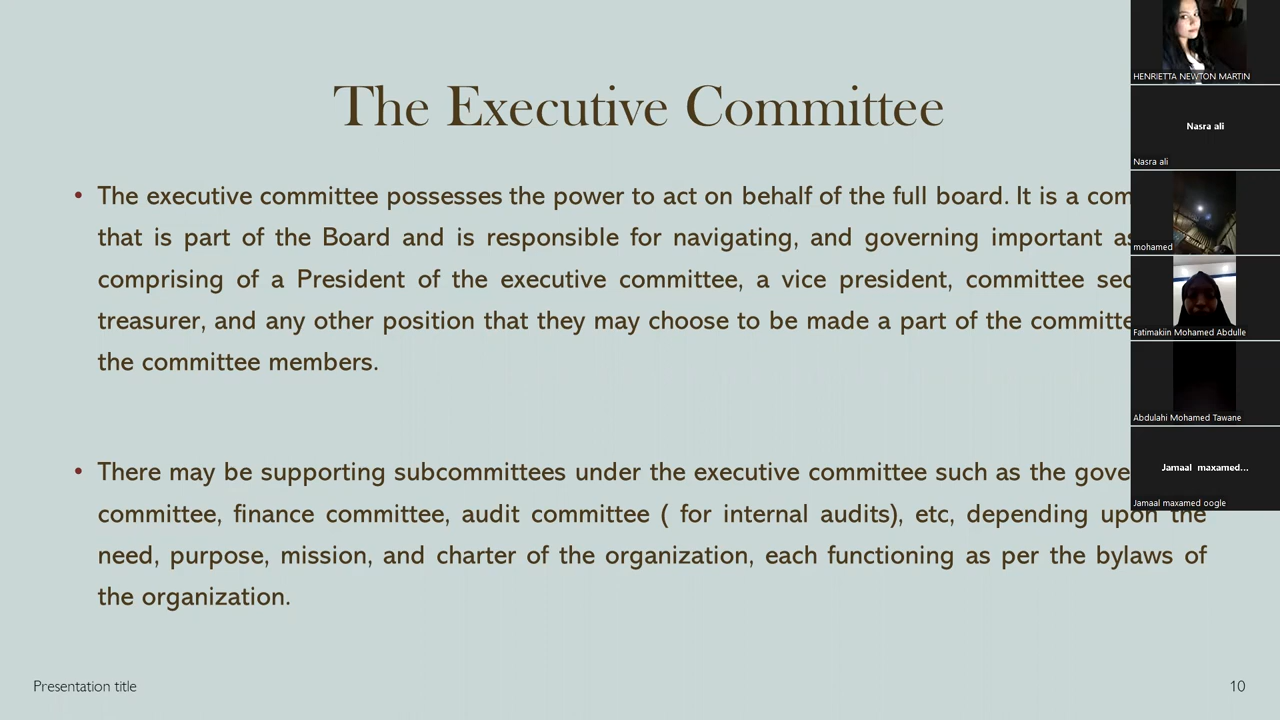 The Executive Committee
• The executive committee possesses the power to act on behalf of the full board. It is a com
that is part of the Board and is responsible for navigating, and governing important as
comprising of a President of the executive committee, a vice president, committee sec
treasurer, and any other position that they may choose to be made a part of the committe
the committee members.
• There may be supporting subcommittees under the executive committee such as the gove
committee, finance committee, audit committee ( for internal audits), etc, depending upon the
need, purpose, mission, and charter of the organization, each functioning as per the bylaws of
the organization.
Presentation title
10
HENRIETTA NEWTON MARTIN
Nasra ali
Nasra ali
mohamed
Fatimakiin Mohamed Abdulle
Abdulahi Mohamed Tawane
Jamaal maxamed...
Jamaal maxamed oogle